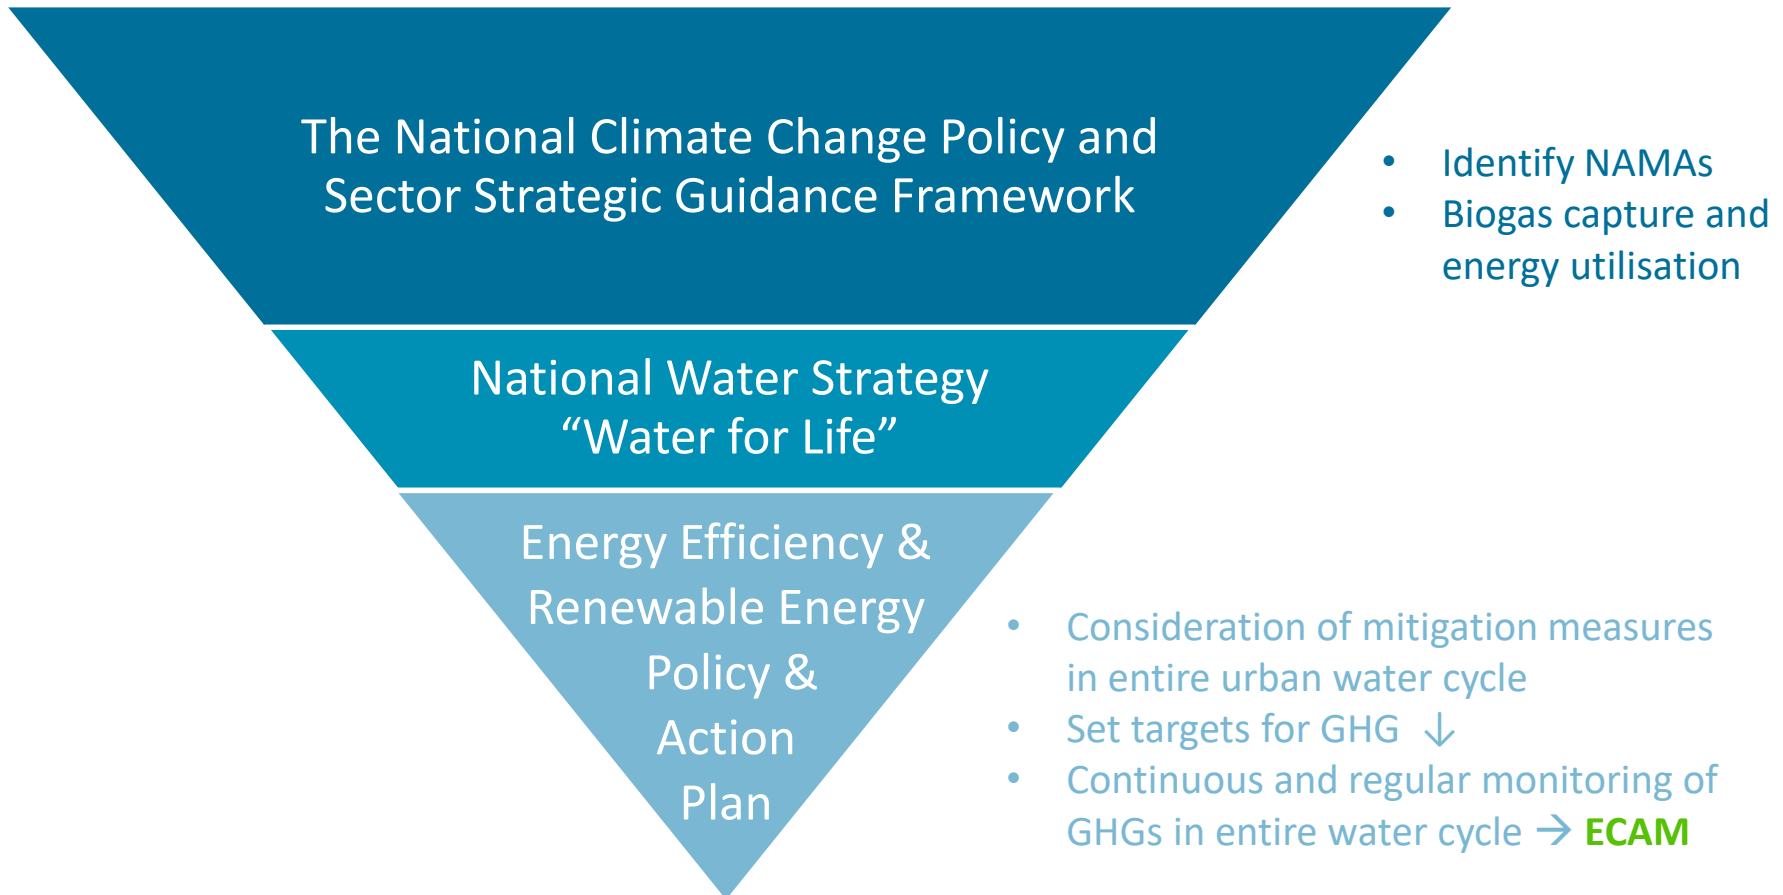 The National Climate Change Policy and
Sector Strategic Guidance Framework
• Identify NAMAs
• Biogas capture and
energy utilisation
National Water Strategy
“Water for Life”
Energy Efficiency &
Renewable Energy
Policy &
Action
Plan
• Consideration of mitigation measures
in entire urban water cycle
• Set targets for GHG ↓
• Continuous and regular monitoring of
GHGs in entire water cycle → ECAM